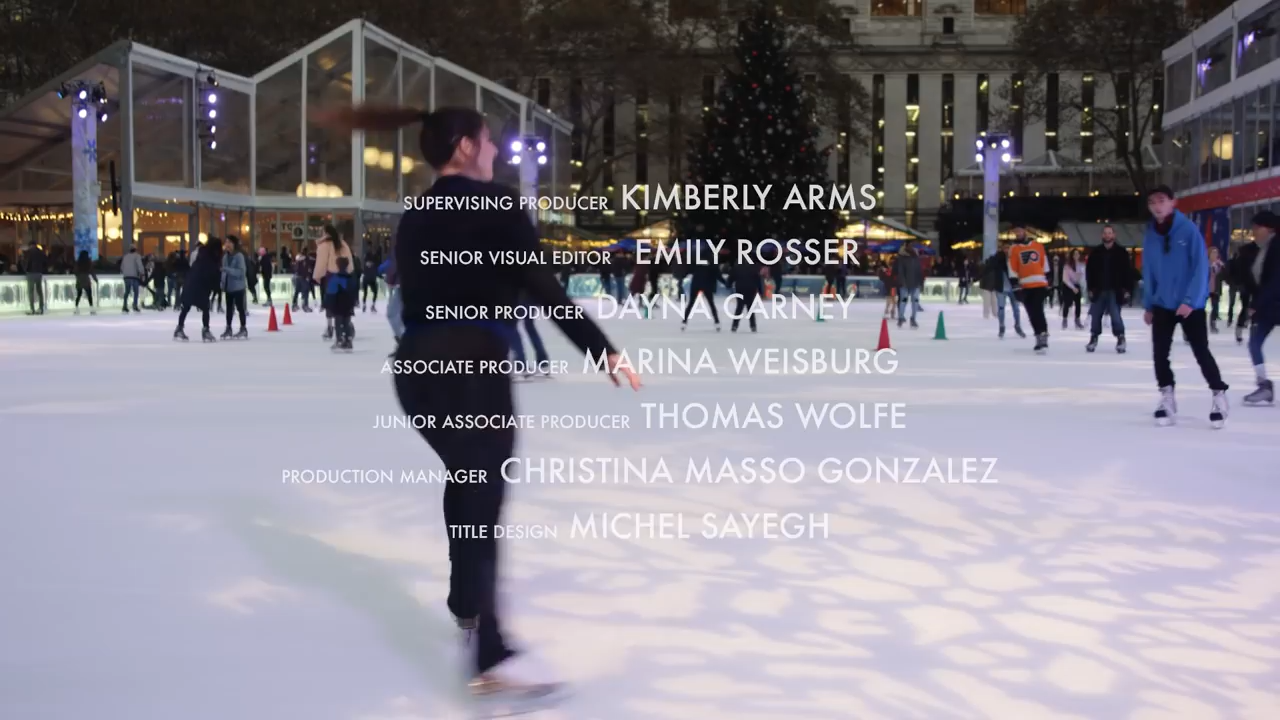 SUPERVISING PRODUCER KIMBERLY ARMS
SENIOR VISUAL EDITOR EMILY ROSSER
SENIOR PRODUCER DAYNA CARNEY
ASSOCIATE PRODUCER MARINA WEISBURG
JUNIOR ASSOCIATE PRODUCER THOMAS WOLFE
PRODUCTION MANAGER CHRISTINA MASSO GONZALEZ
TITLE DESIGN MICHEL SAYEGH